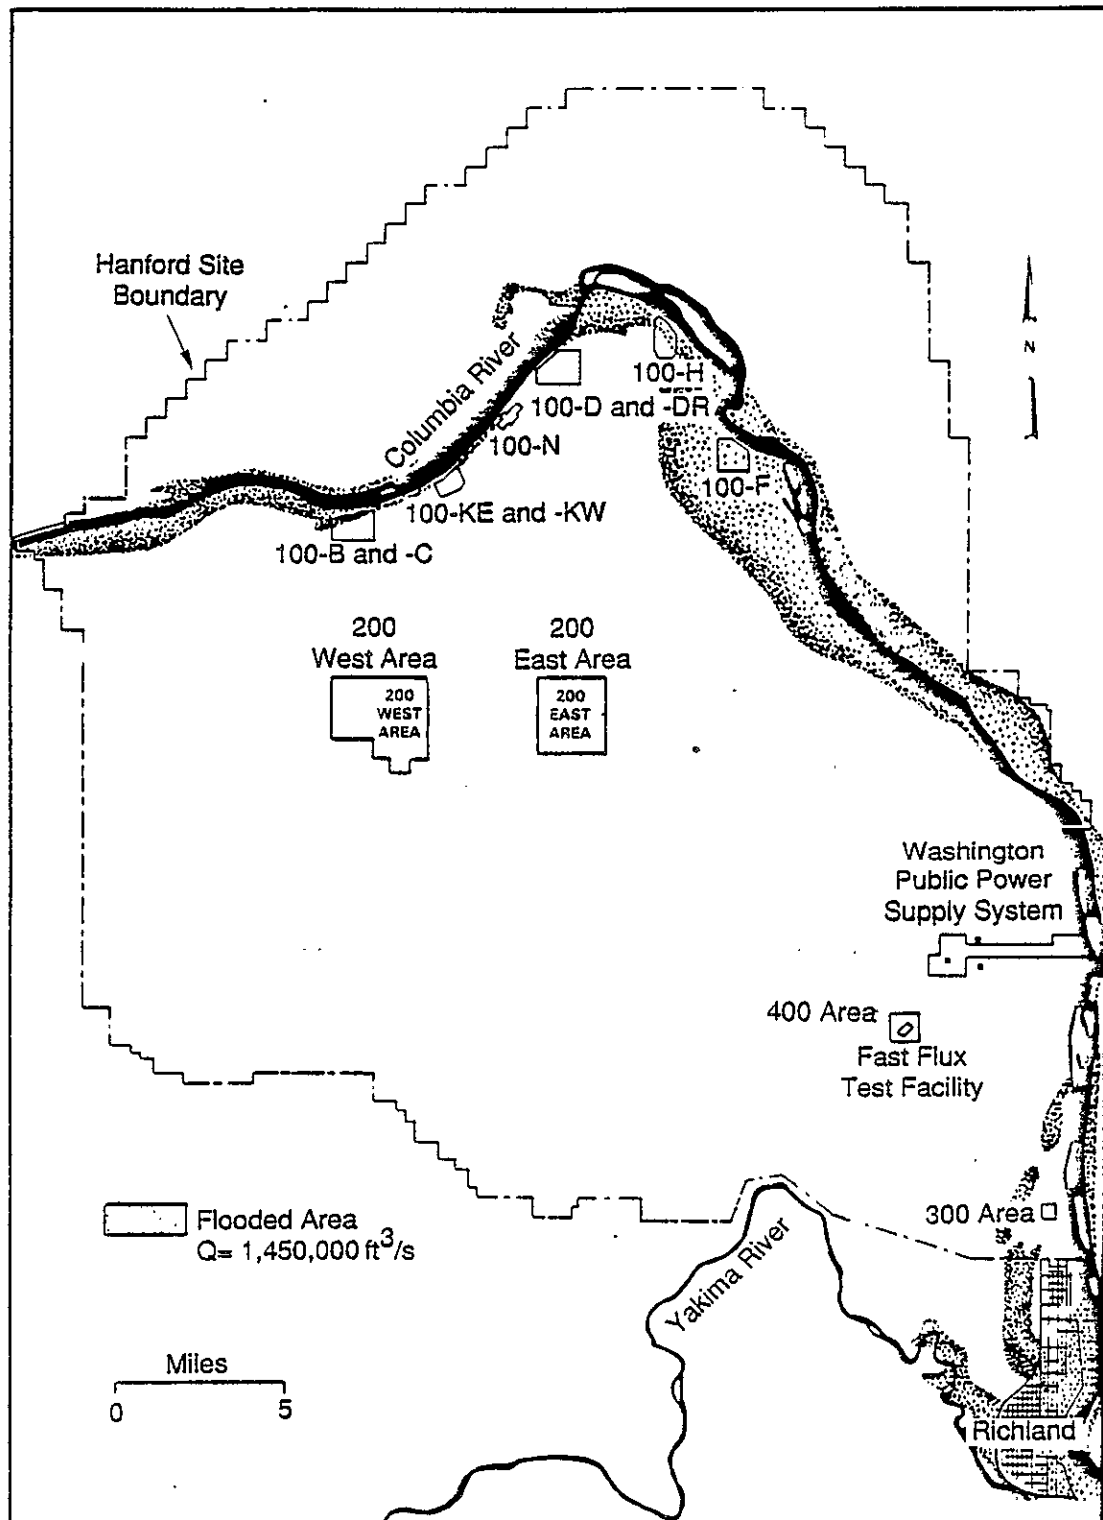 Hanford Site
Boundary
Columbia River
N
100-H
100-D and -DR
100-N
100-F
100-KE and -KW
100-B and -C
200
West Area
200
East Area
200
WEST
AREA
200
EAST
AREA
Washington
Public Power
Supply System
400 Area
Fast Flux
Test Facility
300 Area
Flooded Area
Q= 1,450,000 ft³/s
Yakima River
Miles
0 5
Richland